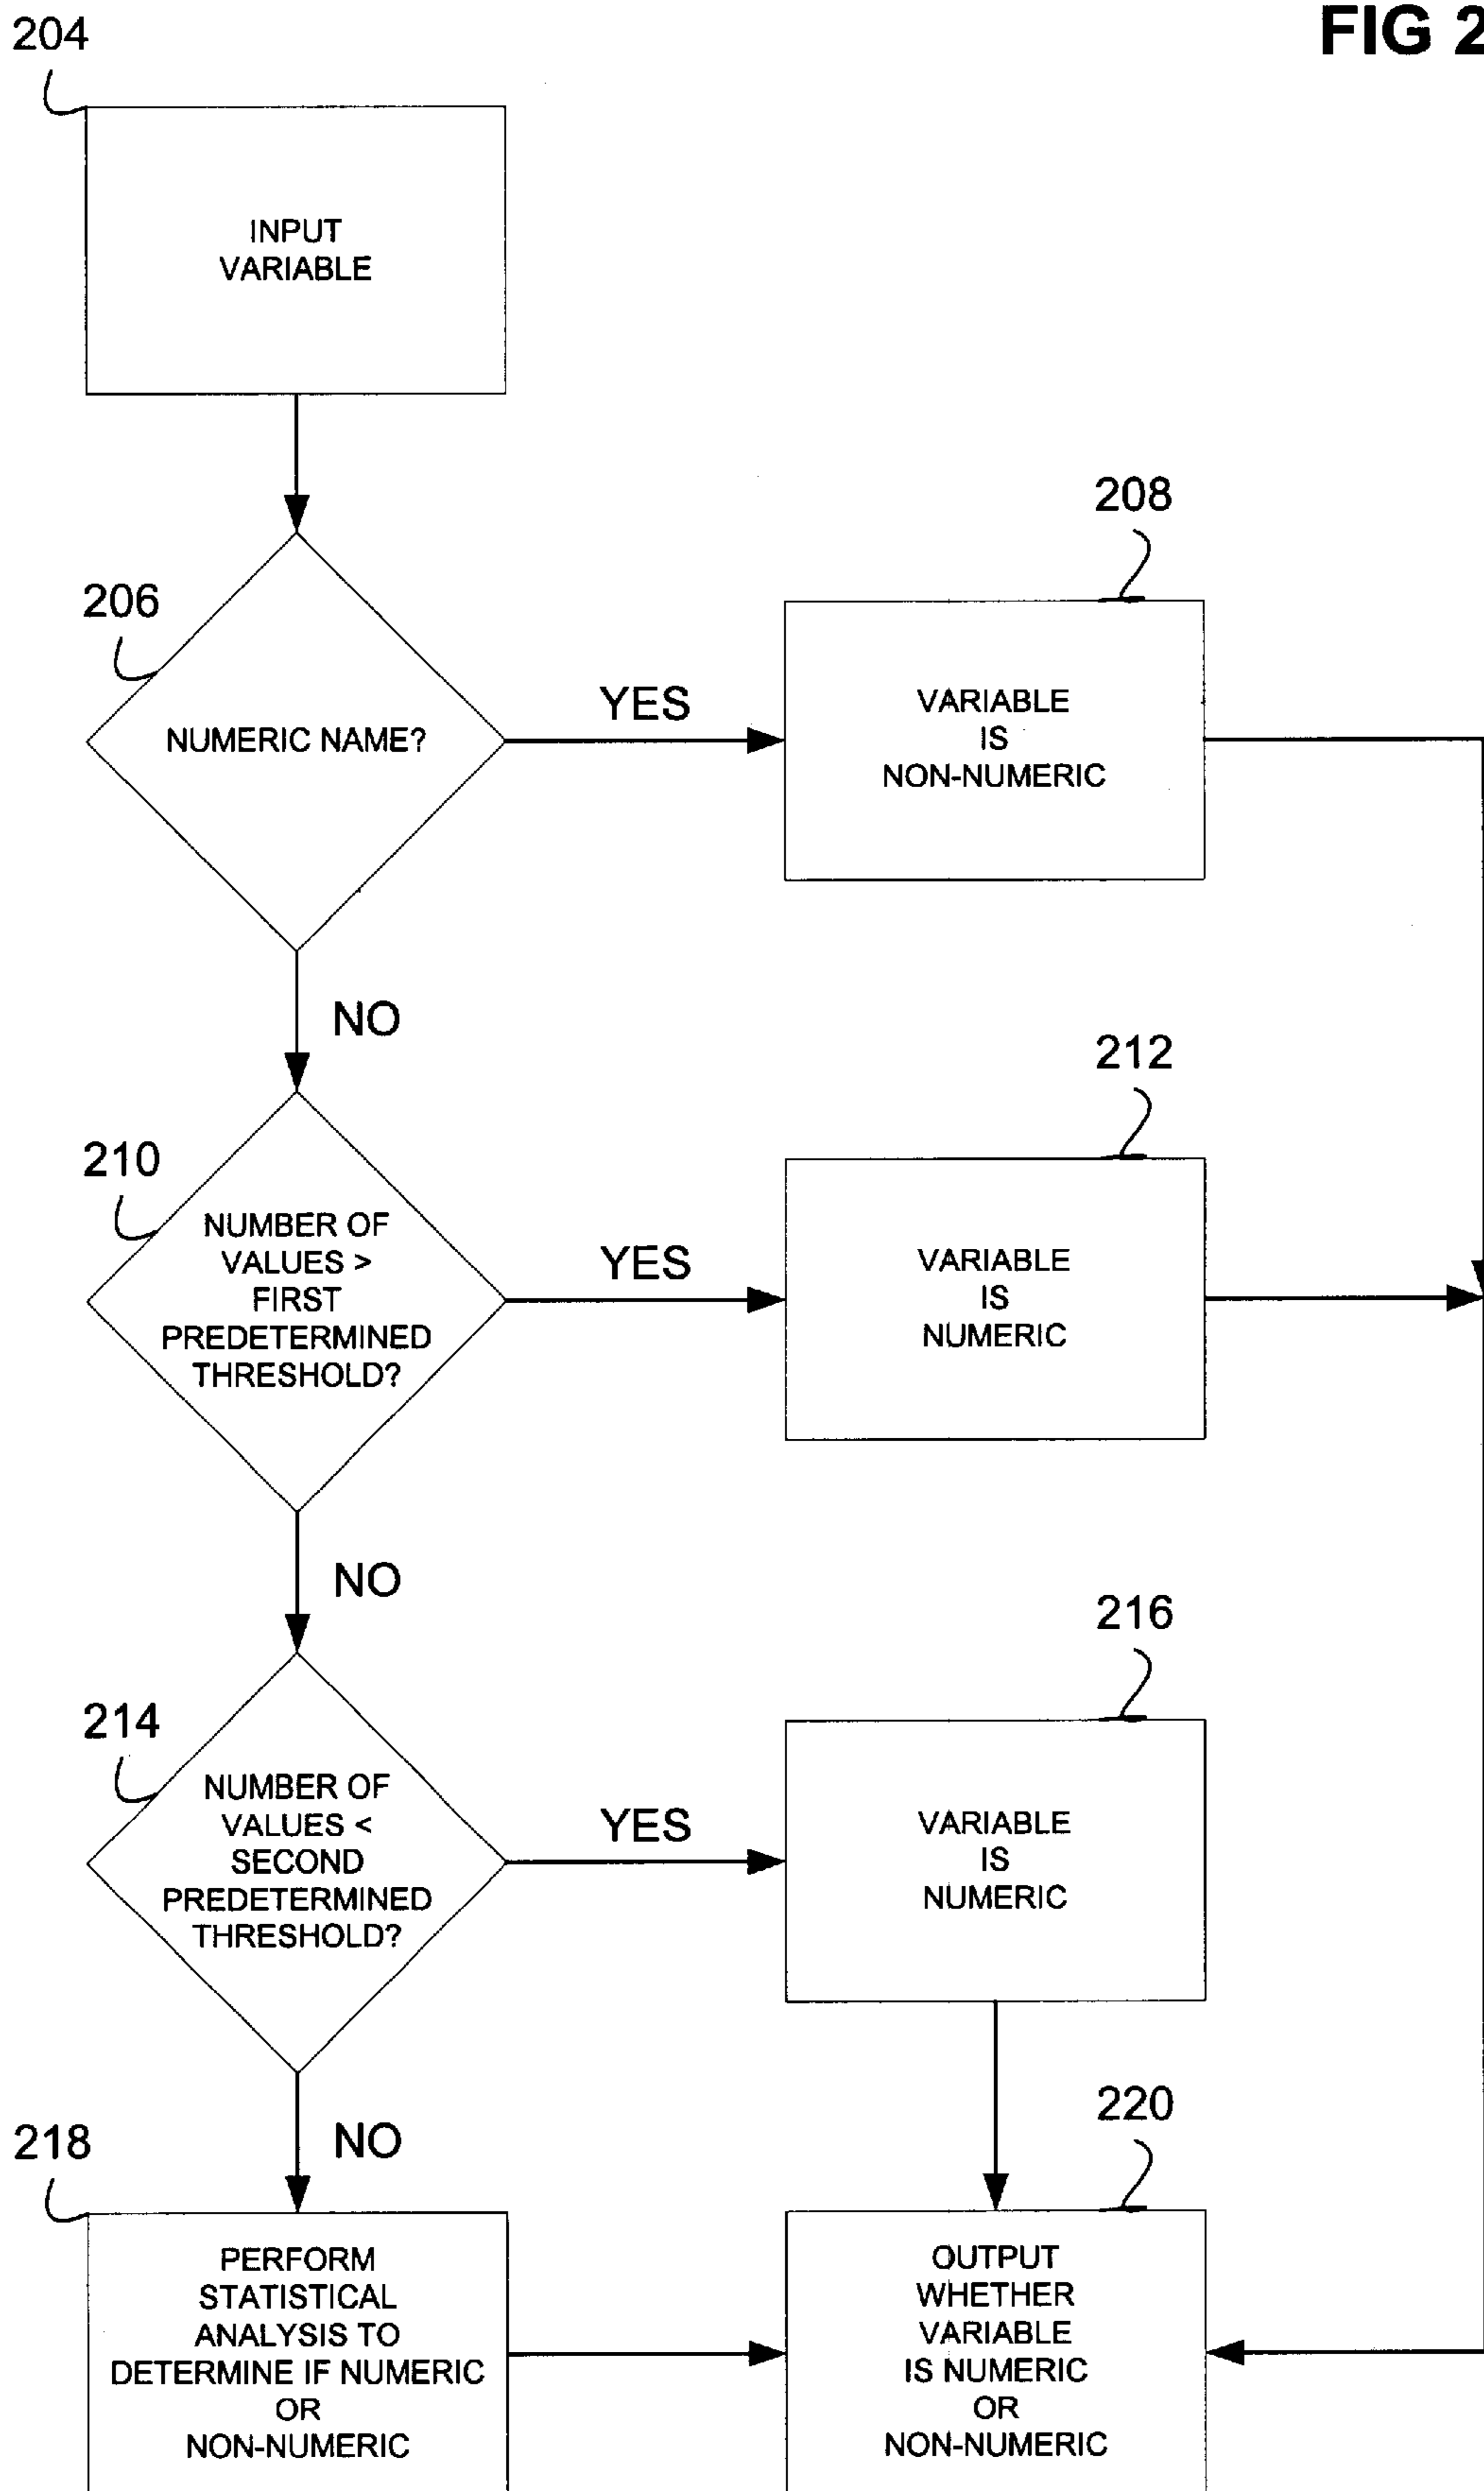 FIG 2
204
INPUT
VARIABLE
206
NUMERIC NAME?
YES
208
VARIABLE
IS
NON-NUMERIC
NO
210
NUMBER OF
VALUES >
FIRST
PREDETERMINED
THRESHOLD?
YES
212
VARIABLE
IS
NUMERIC
NO
214
NUMBER OF
VALUES <
SECOND
PREDETERMINED
THRESHOLD?
YES
216
VARIABLE
IS
NUMERIC
NO
218
PERFORM
STATISTICAL
ANALYSIS TO
DETERMINE IF NUMERIC
OR
NON-NUMERIC
220
OUTPUT
WHETHER
VARIABLE
IS NUMERIC
OR
NON-NUMERIC